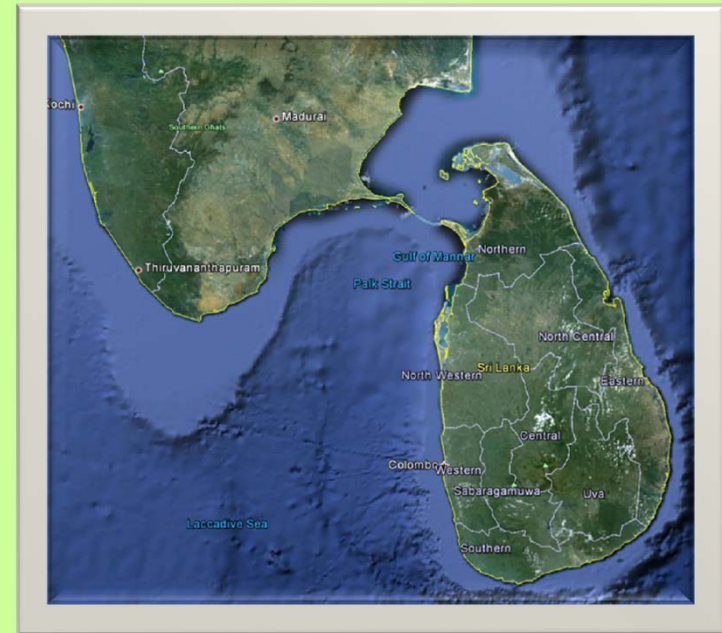 Kochi
Madurai
Southern Ghats
Thiruvananthapuram
Gulf of Mannar
Northern
Palk Strait
North Central
North Western
Sri Lanka
Eastern
Central
Colombo
Western
Sabaragamuwa
Uva
Laccadive Sea
Southern